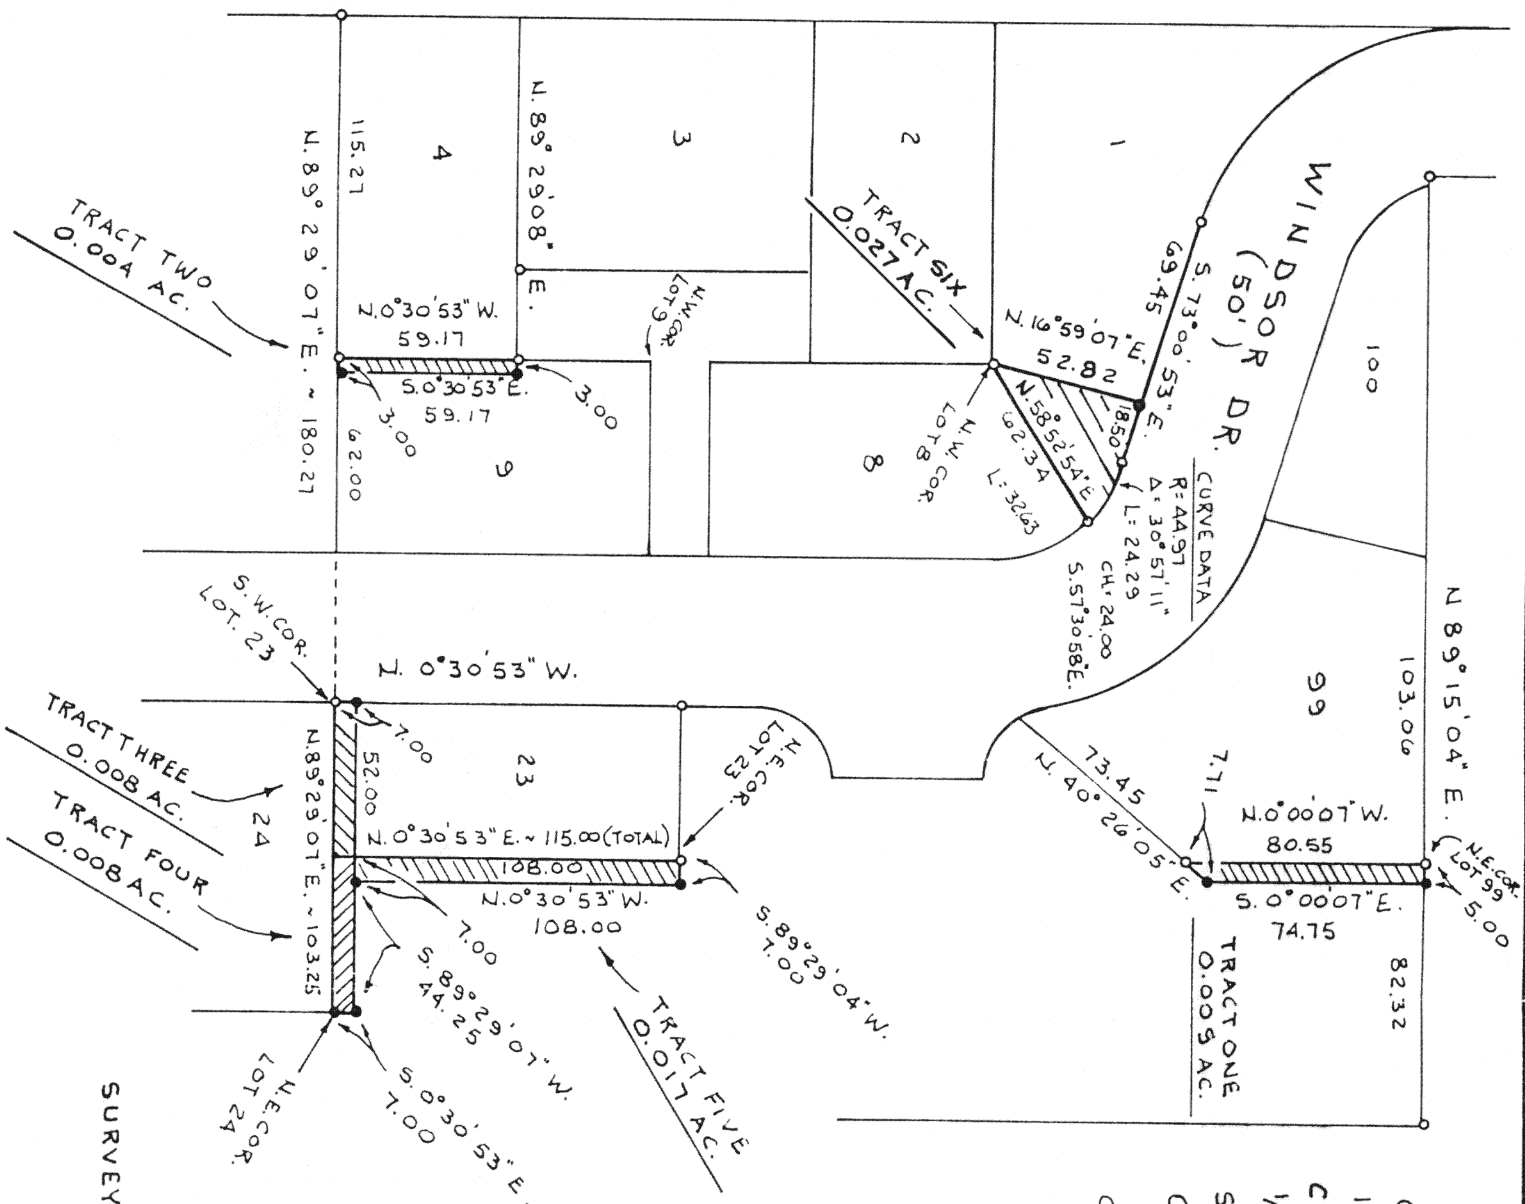 WINDSOR DR.
(50')
N. 89° 29' 07" E. ~ 180.27
115.27
4
N. 89° 29' 08" E.
3
2
1
100
TRACT TWO
0.004 AC.
N. 0° 30' 53" W.
59.17
S. 0° 30' 53" E.
59.17
3.00
3.00
62.00
9
N.W. COR.
LOT 9
8
TRACT SIX
0.027 AC.
N. 16° 59' 07" E.
52.82
S. 73° 00' 53" E.
69.45
18.50
N. 58° 52' 54" E
62.34
L = 32.63
N.W. COR.
LOT 8
CURVE DATA
R = 44.97
Δ = 30° 57' 11"
L = 24.29
CH. = 24.00
S. 57° 30' 58" E.
N 89° 15' 04" E.
103.06
99
73.45
N. 40° 26' 05" E.
7.71
N. 0° 00' 07" W.
80.55
S. 0° 00' 07" E.
74.75
N.E. COR.
LOT 99
5.00
82.32
TRACT ONE
0.009 AC.
S.W. COR.
LOT. 23
N. 0° 30' 53" W.
TRACT THREE
0.008 AC.
TRACT FOUR
0.008 AC.
24
N. 89° 29' 07" E. ~ 103.25
7.00
52.00
23
N.E. COR.
LOT 23
N. 0° 30' 53" E. ~ 115.00 (TOTAL)
108.00
N. 0° 30' 53" W.
108.00
7.00
S. 89° 29' 07" W.
44.25
S. 89° 29' 04" W.
7.00
TRACT FIVE
0.017 AC.
S. 0° 30' 53" E.
7.00
N.E. COR.
LOT 24
SURVEY